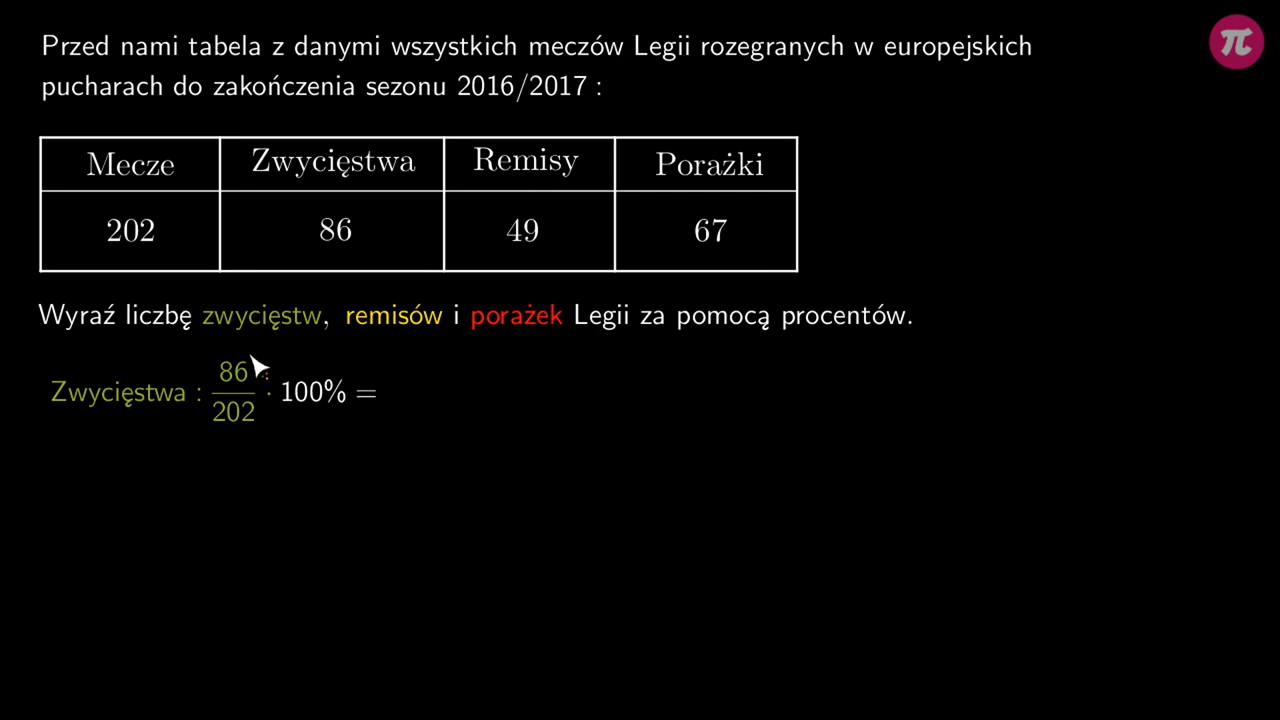 Przed nami tabela z danymi wszystkich meczów Legii rozegranych w europejskich
pucharach do zakończenia sezonu 2016/2017 :
Mecze Zwycięstwa Remisy Porażki
202 86 49 67
Wyraź liczbę zwycięstw, remisów i porażek Legii za pomocą procentów.
Zwycięstwa : 86/202 · 100% =
π